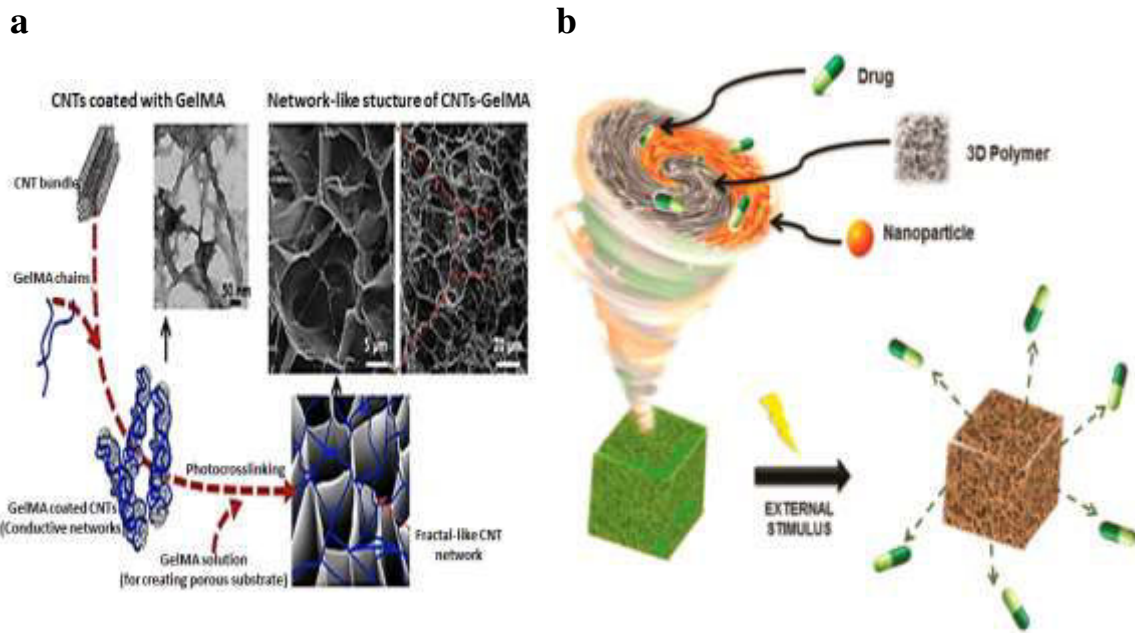 a
b
CNTs coated with GelMA
Network-like stucture of CNTs-GelMA
CNT bundle
50 nm
5 μm
20 μm
GelMA chains
Photocrosslinking
GelMA coated CNTs
(Conductive networks)
GelMA solution
(for creating porous substrate)
Fractal-like CNT
network
Drug
3D Polymer
Nanoparticle
EXTERNAL
STIMULUS